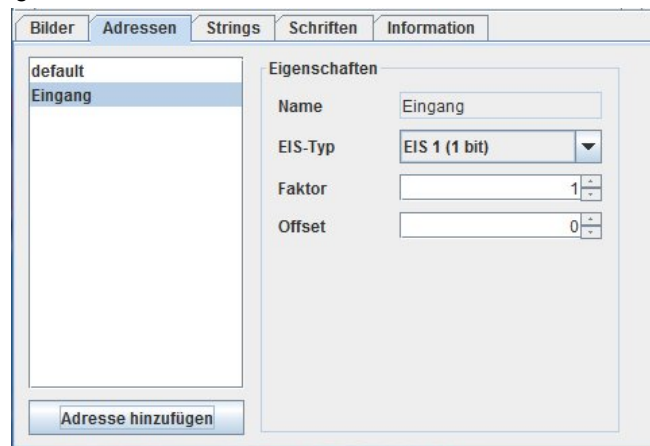 Bilder Adressen Strings Schriften Information
default
Eingang
Eigenschaften
Name Eingang
EIS-Typ EIS 1 (1 bit)
Faktor 1
Offset 0
Adresse hinzufügen